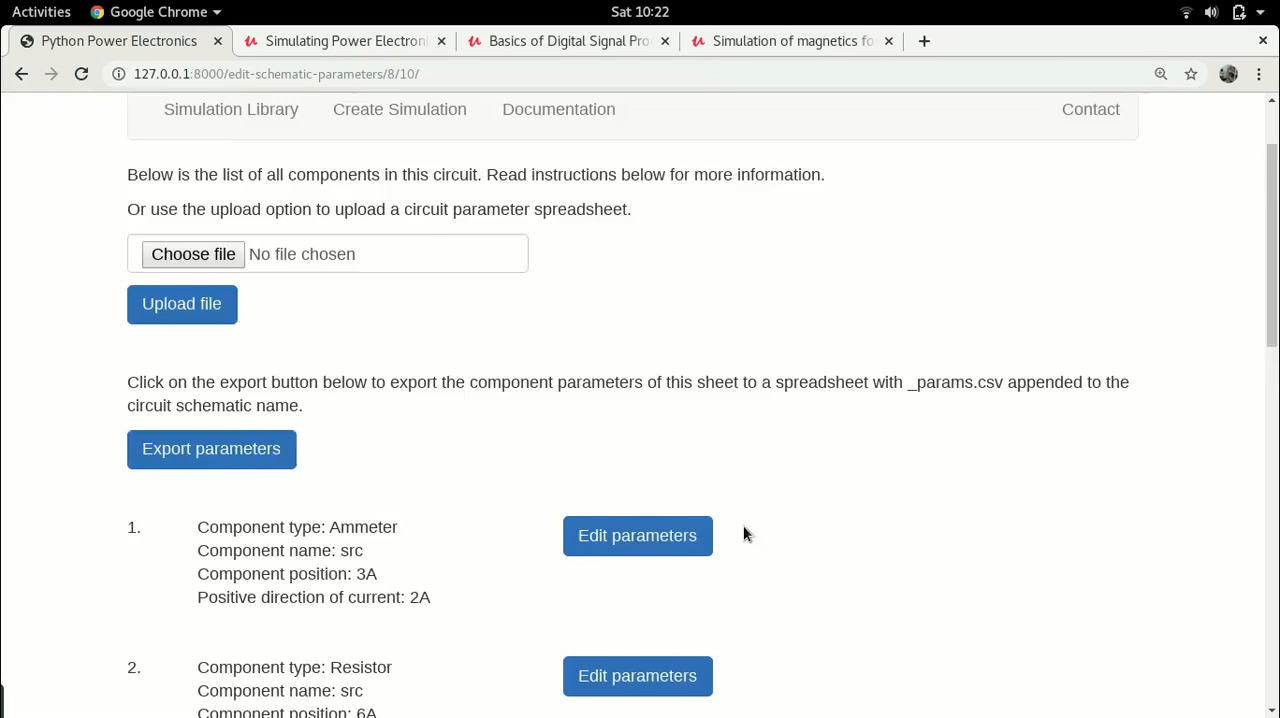 Activities Google Chrome Sat 10:22
Python Power Electronics Simulating Power Electroni Basics of Digital Signal Pro Simulation of magnetics fo
127.0.0.1:8000/edit-schematic-parameters/8/10/
Simulation Library Create Simulation Documentation Contact
Below is the list of all components in this circuit. Read instructions below for more information.
Or use the upload option to upload a circuit parameter spreadsheet.
Choose file No file chosen
Upload file
Click on the export button below to export the component parameters of this sheet to a spreadsheet with _params.csv appended to the
circuit schematic name.
Export parameters
1. Component type: Ammeter Edit parameters
Component name: src
Component position: 3A
Positive direction of current: 2A
2. Component type: Resistor Edit parameters
Component name: src
Component position: 6A